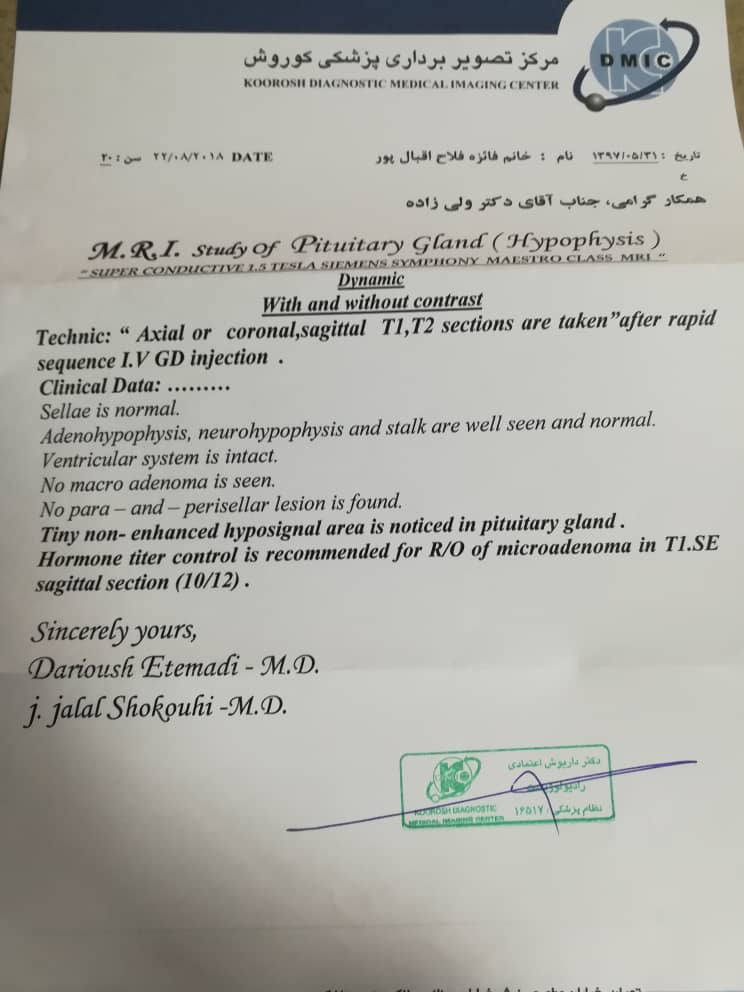 DMIC
مرکز تصویر برداری پزشکی کوروش
KOOROSH DIAGNOSTIC MEDICAL IMAGING CENTER
تاریخ : ۱۳۹۷/۰۵/۳۱ نام : خانم فائزه فلاح اقبال پور سن : ۲۰ ۲۲/۰۸/۲۰۱۸ DATE
ع
همکار گرامی، جناب آقای دکتر ولی زاده
M.R.I. Study Of Pituitary Gland ( Hypophysis )
“ SUPER CONDUCTIVE 1.5 TESLA SIEMENS SYMPHONY MAESTRO CLASS MRI “
Dynamic
With and without contrast
Technic: “ Axial or coronal,sagittal T1,T2 sections are taken”after rapid
sequence I.V GD injection .
Clinical Data: .........
Sellae is normal.
Adenohypophysis, neurohypophysis and stalk are well seen and normal.
Ventricular system is intact.
No macro adenoma is seen.
No para – and – perisellar lesion is found.
Tiny non- enhanced hyposignal area is noticed in pituitary gland .
Hormone titer control is recommended for R/O of microadenoma in T1.SE
sagittal section (10/12) .
Sincerely yours,
Darioush Etemadi - M.D.
j. jalal Shokouhi -M.D.
دکتر داریوش اعتمادی
رادیولوژیست
نظام پزشکی ۱۶۵۱۷
KOOROSH DIAGNOSTIC
MEDICAL IMAGING CENTER